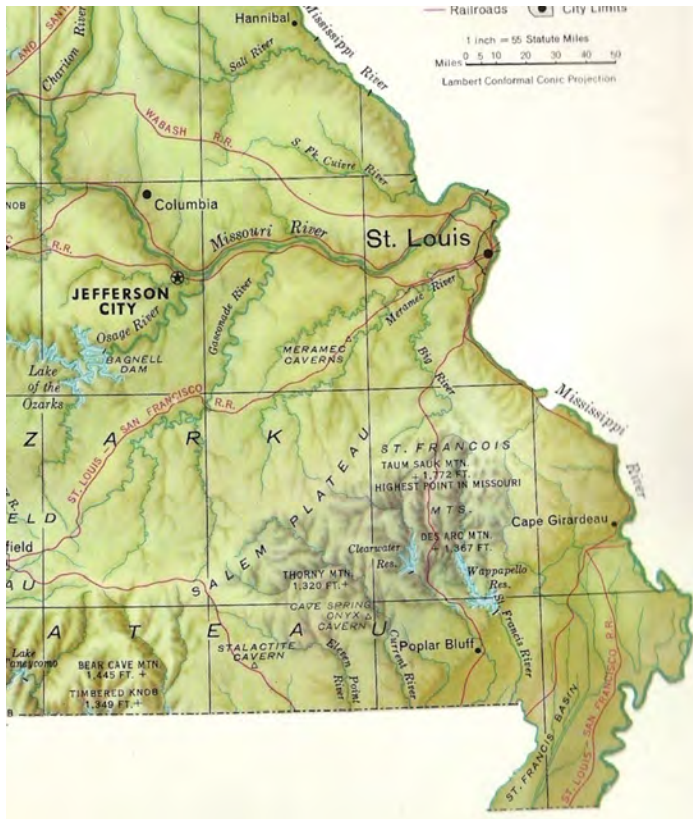 Railroads
City Limits
1 inch = 55 Statute Miles
Miles 0 5 10 20 30 40 50
Lambert Conformal Conic Projection
Hannibal
Mississippi River
AND SANT
Chariton River
Salt River
WABASH R.R.
S. Fk. Cuivre River
NOB
Columbia
Missouri River
St. Louis
C R.R.
JEFFERSON
CITY
Osage River
Gasconade River
Meramec River
MERAMEC
CAVERNS
Big River
BAGNELL
DAM
Lake
of the
Ozarks
Mississippi River
ST. LOUIS – SAN FRANCISCO R.R.
Z A R K
ST. FRANCOIS
TAUM SAUK MTN.
+ 1,772 FT.
HIGHEST POINT IN MISSOURI
MTS.
SALEM PLATEAU
R.R.
ELD
Cape Girardeau
DES ARC MTN.
+ 1,367 FT.
field
Clearwater
Res.
Wappapello
Res.
THORNY MTN.
1,320 FT.+
AU
St. Francis River
CAVE SPRING
ONYX
CAVERN
A T E A U
STALACTITE
CAVERN
Eleven Point
River
Current River
Poplar Bluff
Lake
aneycomo
BEAR CAVE MTN.
1,445 FT. +
TIMBERED KNOB
1,349 FT.+
ST. FRANCIS BASIN
ST. LOUIS – SAN FRANCISCO R.R.